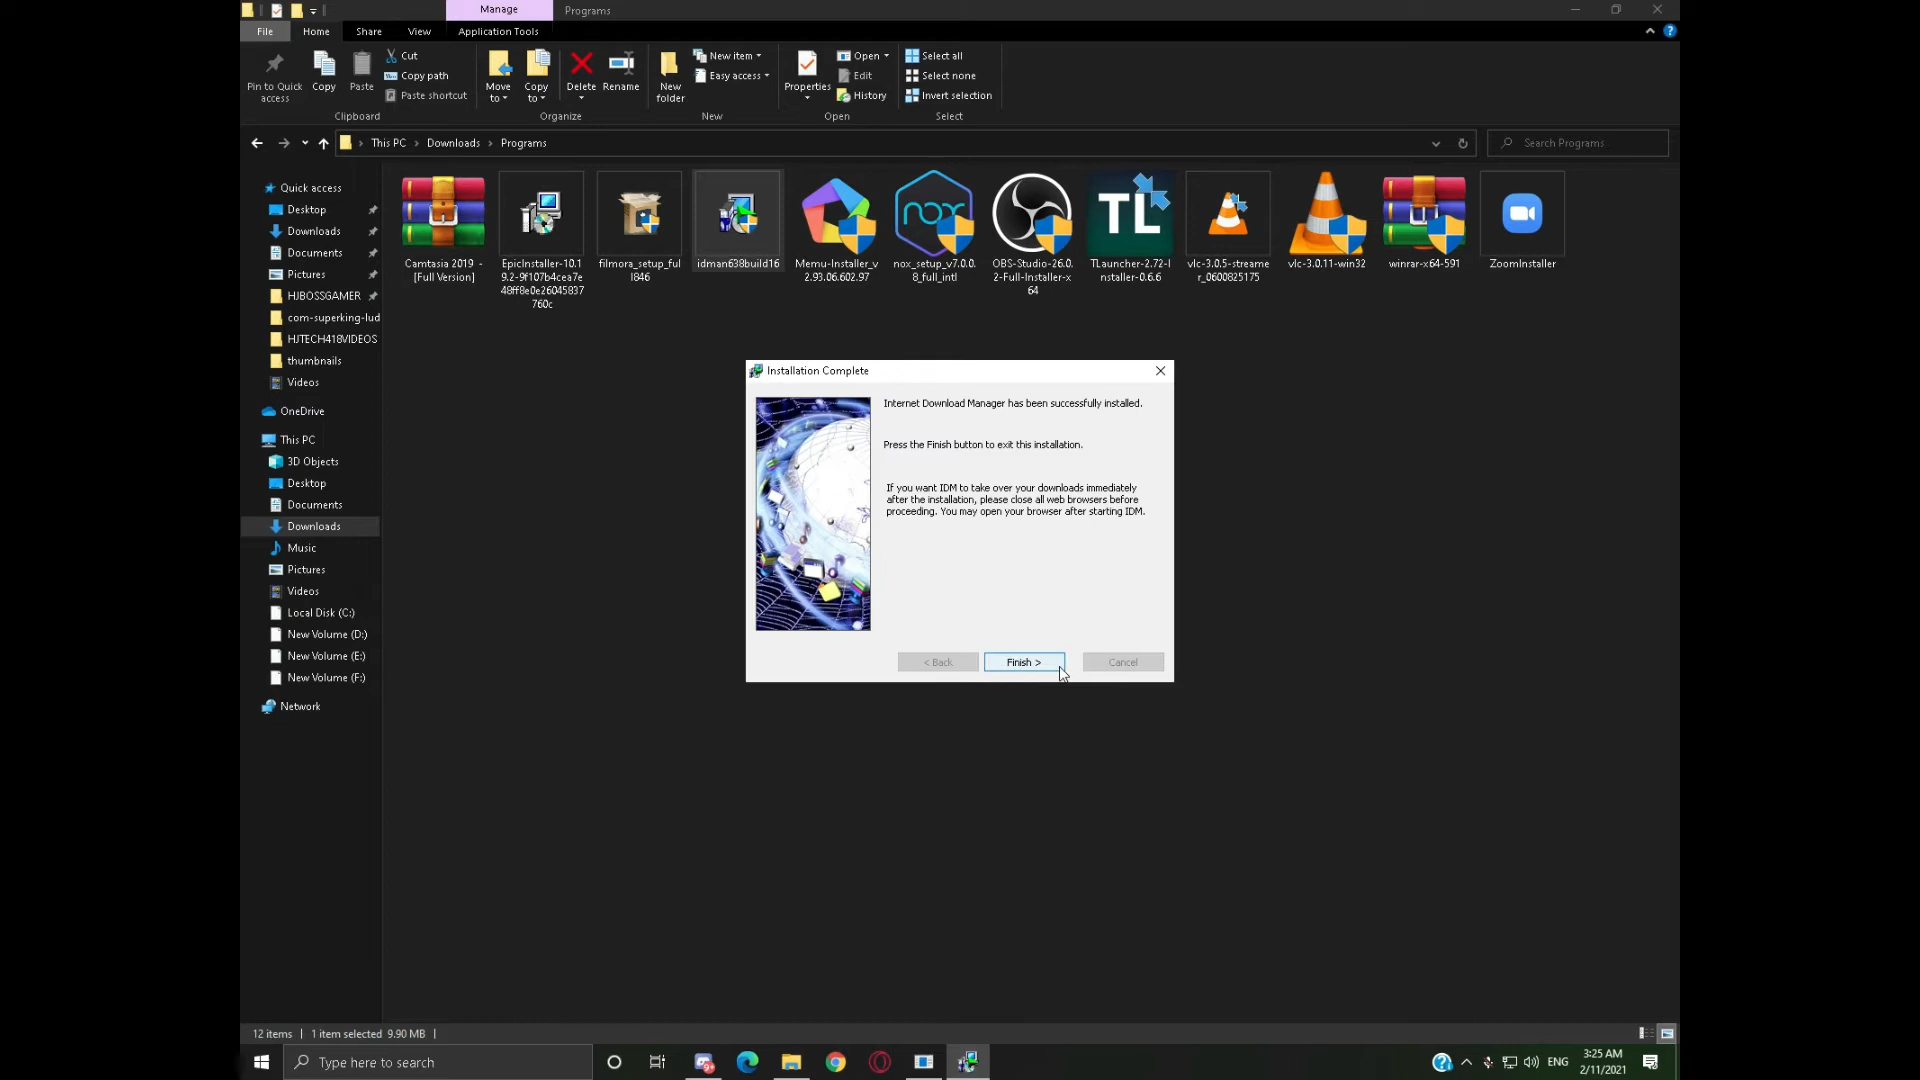 Manage
Programs
File
Home
Share
View
Application Tools
Pin to Quick
access
Copy
Paste
Cut
Copy path
Paste shortcut
Clipboard
Move
to
Copy
to
Delete
Rename
Organize
New
folder
New item
Easy access
New
Properties
Open
Edit
History
Open
Select all
Select none
Invert selection
Select
This PC
Downloads
Programs
Search Programs
Quick access
Desktop
Downloads
Documents
Pictures
HJBOSSGAMER
com-superking-lud
HJTECH418VIDEOS
thumbnails
Videos
OneDrive
This PC
3D Objects
Desktop
Documents
Downloads
Music
Pictures
Videos
Local Disk (C:)
New Volume (D:)
New Volume (E:)
New Volume (F:)
Network
Camtasia 2019 -
[Full Version]
EpicInstaller-10.1
9.2-9f107b4cea7e
48ff8e0e26045837
760c
filmora_setup_ful
l846
idman638build16
Memu-Installer_v
2.93.06.602.97
nox
nox_setup_v7.0.0.
8_full_intl
OBS-Studio-26.0.
2-Full-Installer-x
64
TL
TLauncher-2.72-I
nstaller-0.6.6
vlc-3.0.5-streame
r_0600825175
vlc-3.0.11-win32
winrar-x64-591
ZoomInstaller
Installation Complete
Internet Download Manager has been successfully installed.
Press the Finish button to exit this installation.
If you want IDM to take over your downloads immediately
after the installation, please close all web browsers before
proceeding. You may open your browser after starting IDM.
< Back
Finish >
Cancel
12 items
1 item selected 9.90 MB
Type here to search
ENG
3:25 AM
2/11/2021